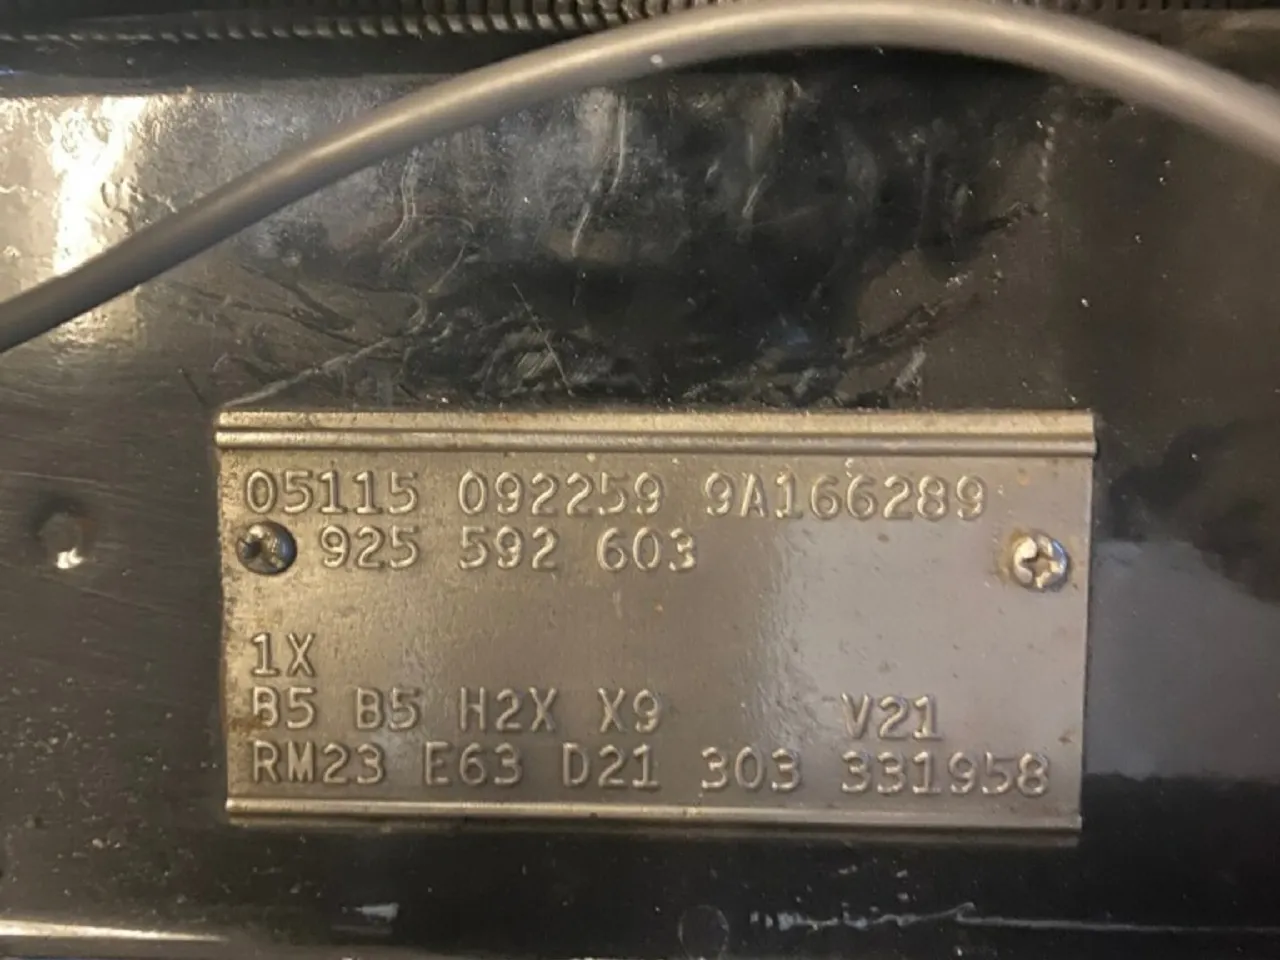 05115 092259 9A166289
925 592 603
1X
B5 B5 H2X X9 V21
RM23 E63 D21 303 331958